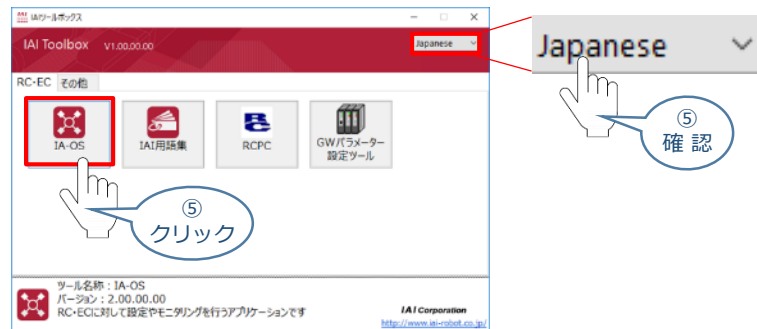 IAIツールボックス
IAI Toolbox V1.00.00.00
Japanese
RC・EC その他
IA-OS
IAI用語集
RCPC
GWパラメーター
設定ツール
⑤
クリック
ツール名称：IA-OS
バージョン：2.00.00.00
RC・ECに対して設定やモニタリングを行うアプリケーションです
IAI Corporation
http://www.iai-robot.co.jp/
Japanese
⑤
確 認